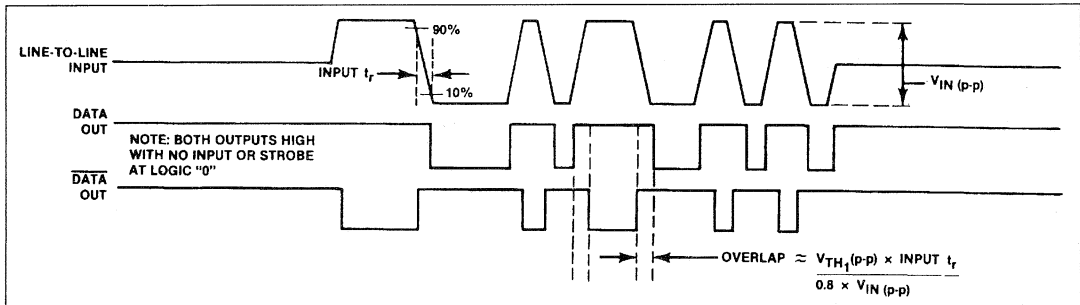 90%
LINE-TO-LINE
INPUT
INPUT tr
10%
VIN (p-p)
DATA
OUT
NOTE: BOTH OUTPUTS HIGH
WITH NO INPUT OR STROBE
AT LOGIC "0"
DATA
OUT
OVERLAP ≈ VTH1(p-p) × INPUT tr
0.8 × VIN (p-p)